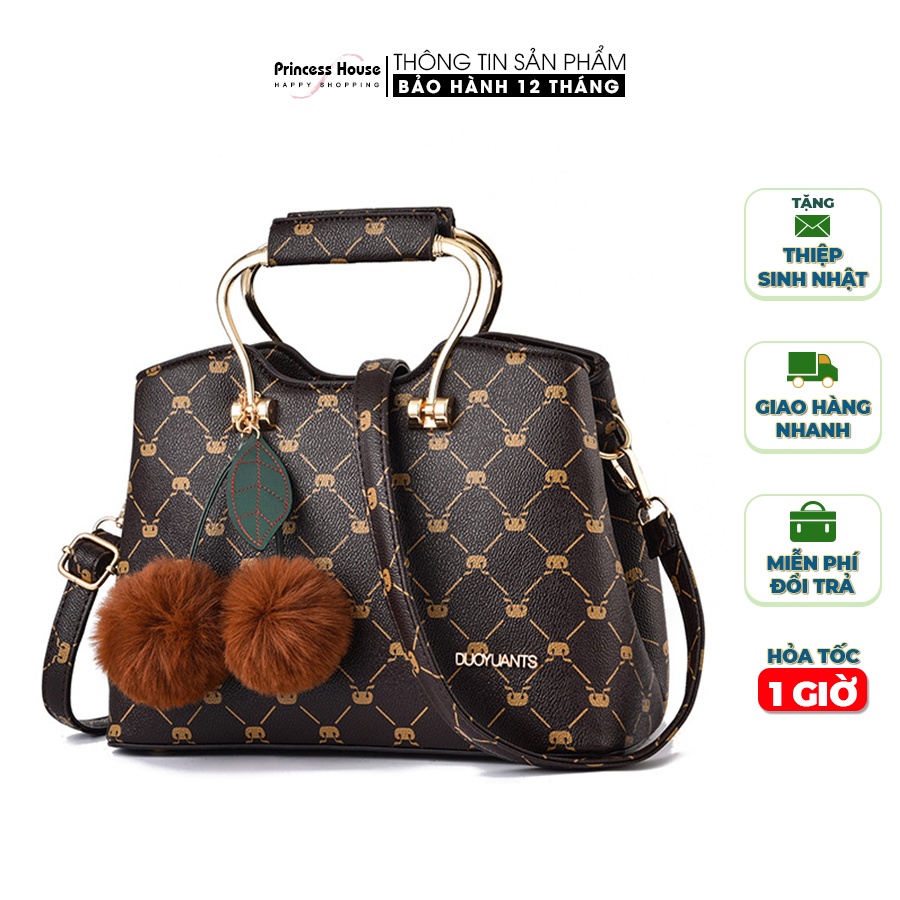 Princess House
HAPPY SHOPPING
THÔNG TIN SẢN PHẨM
BẢO HÀNH 12 THÁNG
TẶNG
THIỆP
SINH NHẬT
GIAO HÀNG
NHANH
MIỄN PHÍ
ĐỔI TRẢ
HỎA TỐC
1 GIỜ
DUOYUANTS